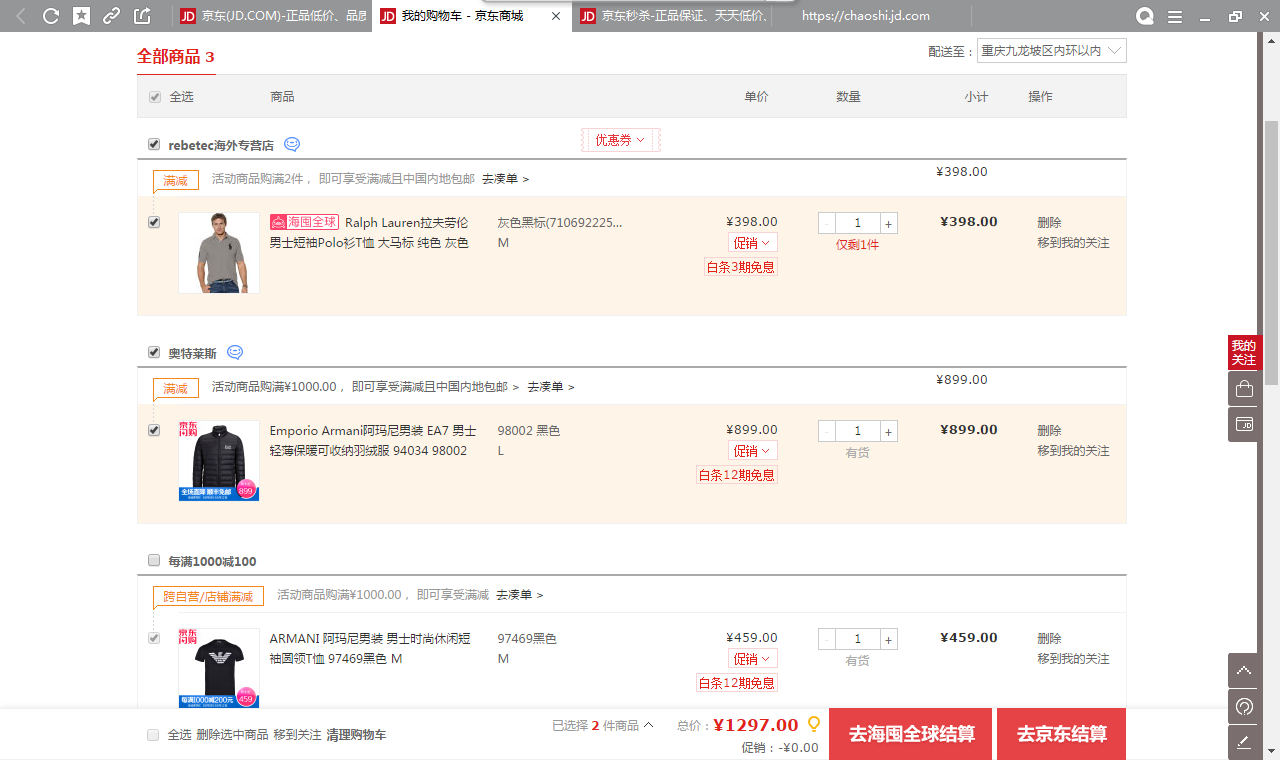 京东(JD.COM)-正品低价、品质
我的购物车 - 京东商城
京东秒杀-正品保证、天天低价、
https://chaoshi.jd.com
全部商品 3
配送至：
重庆九龙坡区内环以内
全选
商品
单价
数量
小计
操作
rebetec海外专营店
优惠券
满减
活动商品购满2件， 即可享受满减且中国内地包邮 去凑单 >
¥398.00
海囤全球 Ralph Lauren拉夫劳伦
男士短袖Polo衫T恤 大马标 纯色 灰色
灰色黑标(710692225...
M
¥398.00
促销
白条3期免息
- 1 +
仅剩1件
¥398.00
删除
移到我的关注
奥特莱斯
满减
活动商品购满¥1000.00， 即可享受满减且中国内地包邮 > 去凑单 >
¥899.00
京东
闪购
全场直降 顺丰免邮
899
Emporio Armani阿玛尼男装 EA7 男士
轻薄保暖可收纳羽绒服 94034 98002
98002 黑色
L
¥899.00
促销
白条12期免息
- 1 +
有货
¥899.00
删除
移到我的关注
每满1000减100
跨自营/店铺满减
活动商品购满¥1000.00， 即可享受满减 去凑单 >
京东
闪购
每满1000减200元
459
ARMANI 阿玛尼男装 男士时尚休闲短
袖圆领T恤 97469黑色 M
97469黑色
M
¥459.00
促销
白条12期免息
- 1 +
有货
¥459.00
删除
移到我的关注
我的
关注
JD
全选 删除选中商品 移到关注 清理购物车
已选择 2 件商品
总价：¥1297.00
促销：-¥0.00
去海囤全球结算
去京东结算